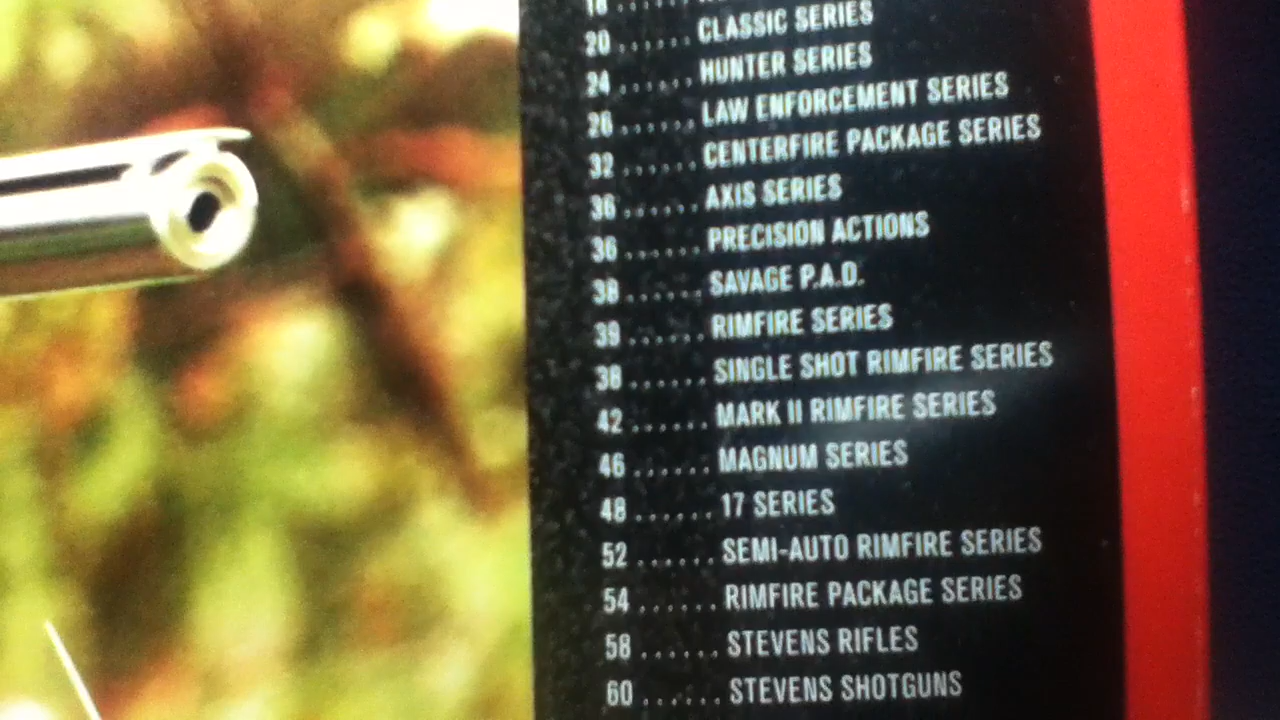 20 ...... CLASSIC SERIES
24 ...... HUNTER SERIES
26 ...... LAW ENFORCEMENT SERIES
32 ...... CENTERFIRE PACKAGE SERIES
36 ...... AXIS SERIES
36 ...... PRECISION ACTIONS
38 ...... SAVAGE P.A.D.
39 ...... RIMFIRE SERIES
38 ...... SINGLE SHOT RIMFIRE SERIES
42 ...... MARK II RIMFIRE SERIES
46 ...... MAGNUM SERIES
48 ...... 17 SERIES
52 ...... SEMI-AUTO RIMFIRE SERIES
54 ...... RIMFIRE PACKAGE SERIES
58 ...... STEVENS RIFLES
60 ...... STEVENS SHOTGUNS